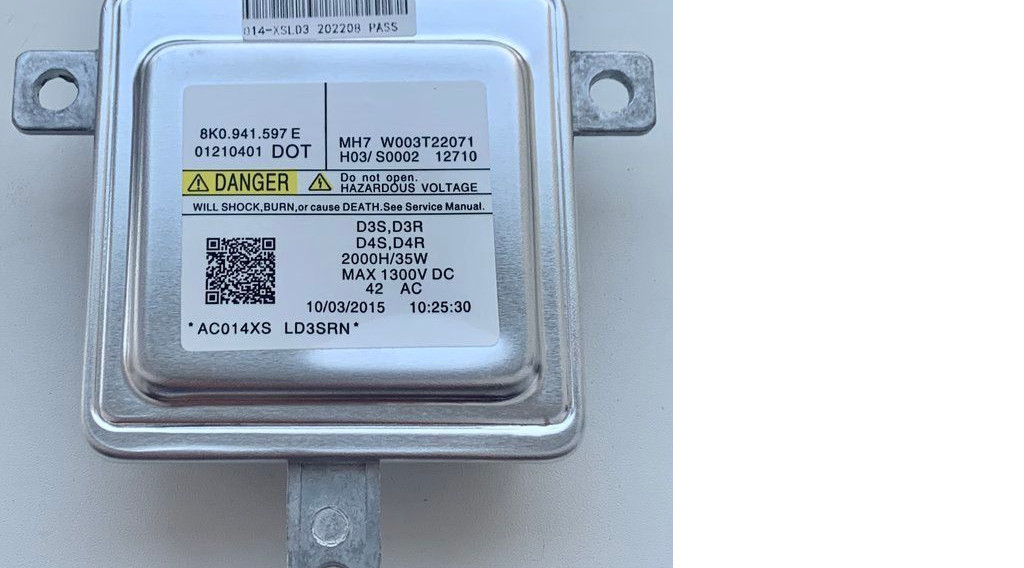 014-XSLD3 202208 PASS
8K0.941.597 E
01210401 DOT
MH7 W003T22071
H03/ S0002 12710
DANGER
Do not open.
HAZARDOUS VOLTAGE
WILL SHOCK,BURN,or cause DEATH.See Service Manual.
D3S,D3R
D4S,D4R
2000H/35W
MAX 1300V DC
42 AC
10/03/2015 10:25:30
*AC014XS LD3SRN*